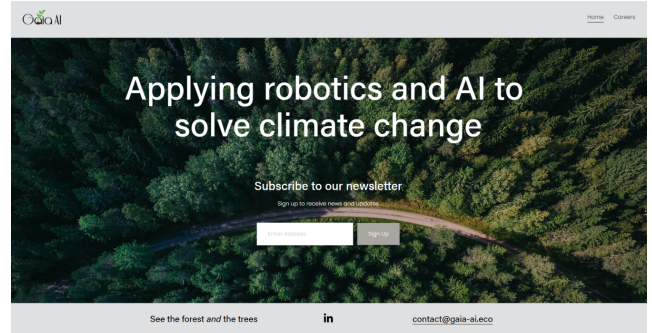 Gaia AI
Home Careers
Applying robotics and AI to
solve climate change
Subscribe to our newsletter
Sign up to receive news and updates
Email Address Sign Up
See the forest and the trees in contact@gaia-ai.eco